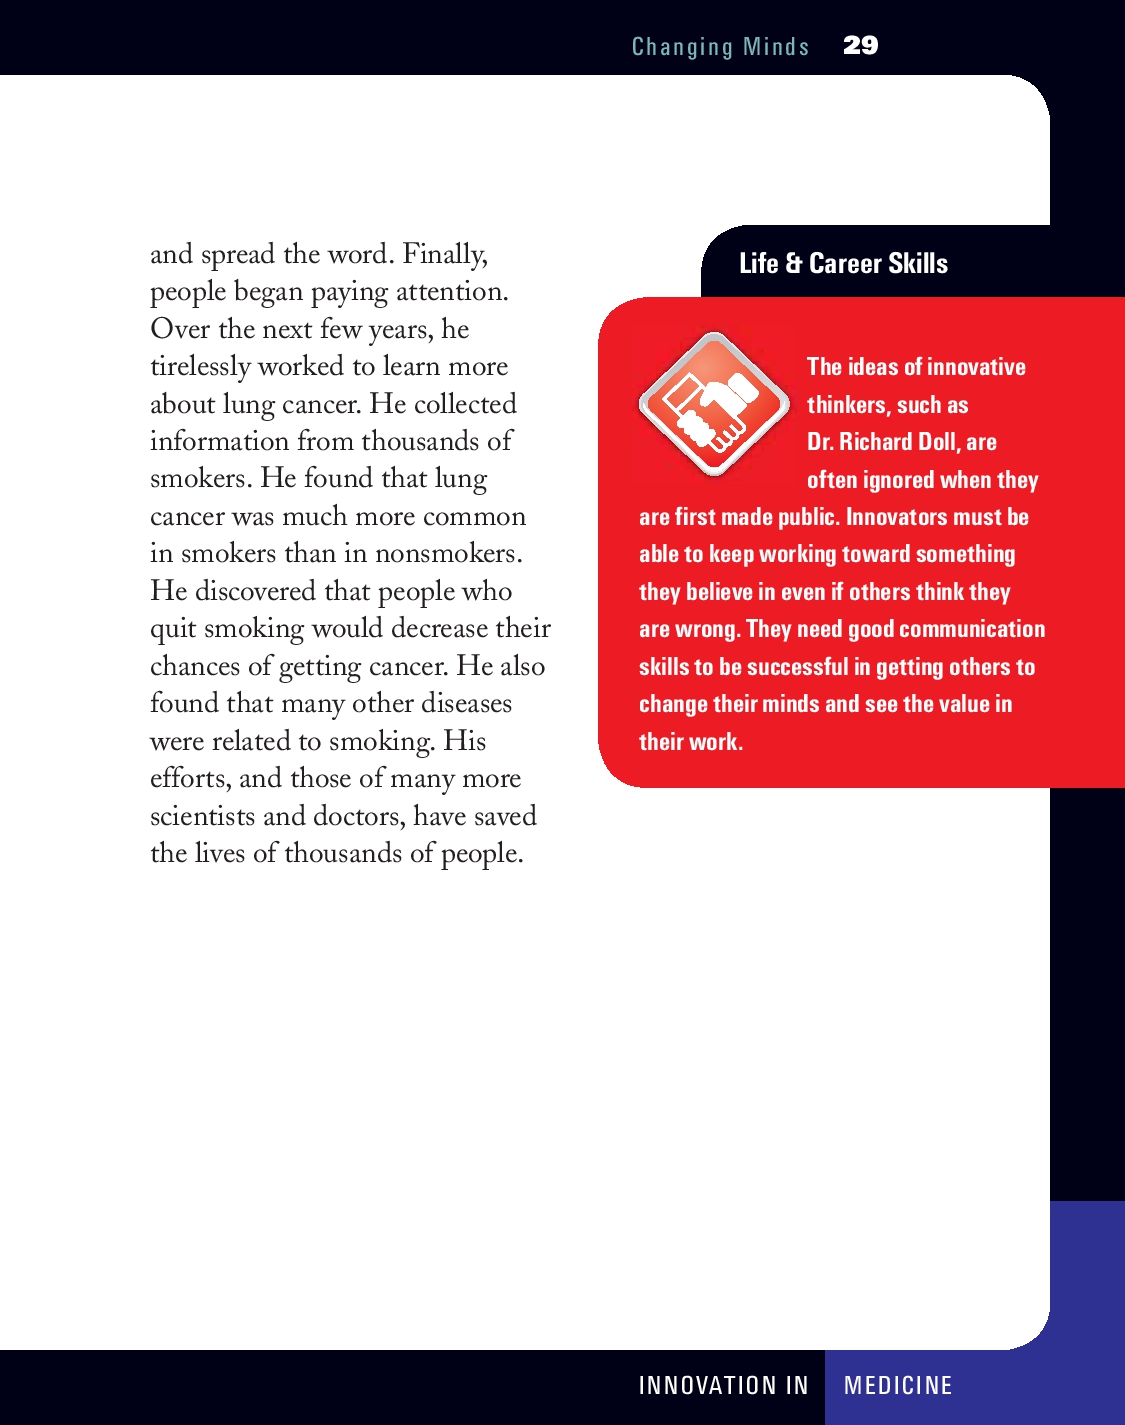 Changing Minds 29
and spread the word. Finally,
people began paying attention.
Over the next few years, he
tirelessly worked to learn more
about lung cancer. He collected
information from thousands of
smokers. He found that lung
cancer was much more common
in smokers than in nonsmokers.
He discovered that people who
quit smoking would decrease their
chances of getting cancer. He also
found that many other diseases
were related to smoking. His
efforts, and those of many more
scientists and doctors, have saved
the lives of thousands of people.
Life & Career Skills
The ideas of innovative
thinkers, such as
Dr. Richard Doll, are
often ignored when they
are first made public. Innovators must be
able to keep working toward something
they believe in even if others think they
are wrong. They need good communication
skills to be successful in getting others to
change their minds and see the value in
their work.
INNOVATION IN MEDICINE